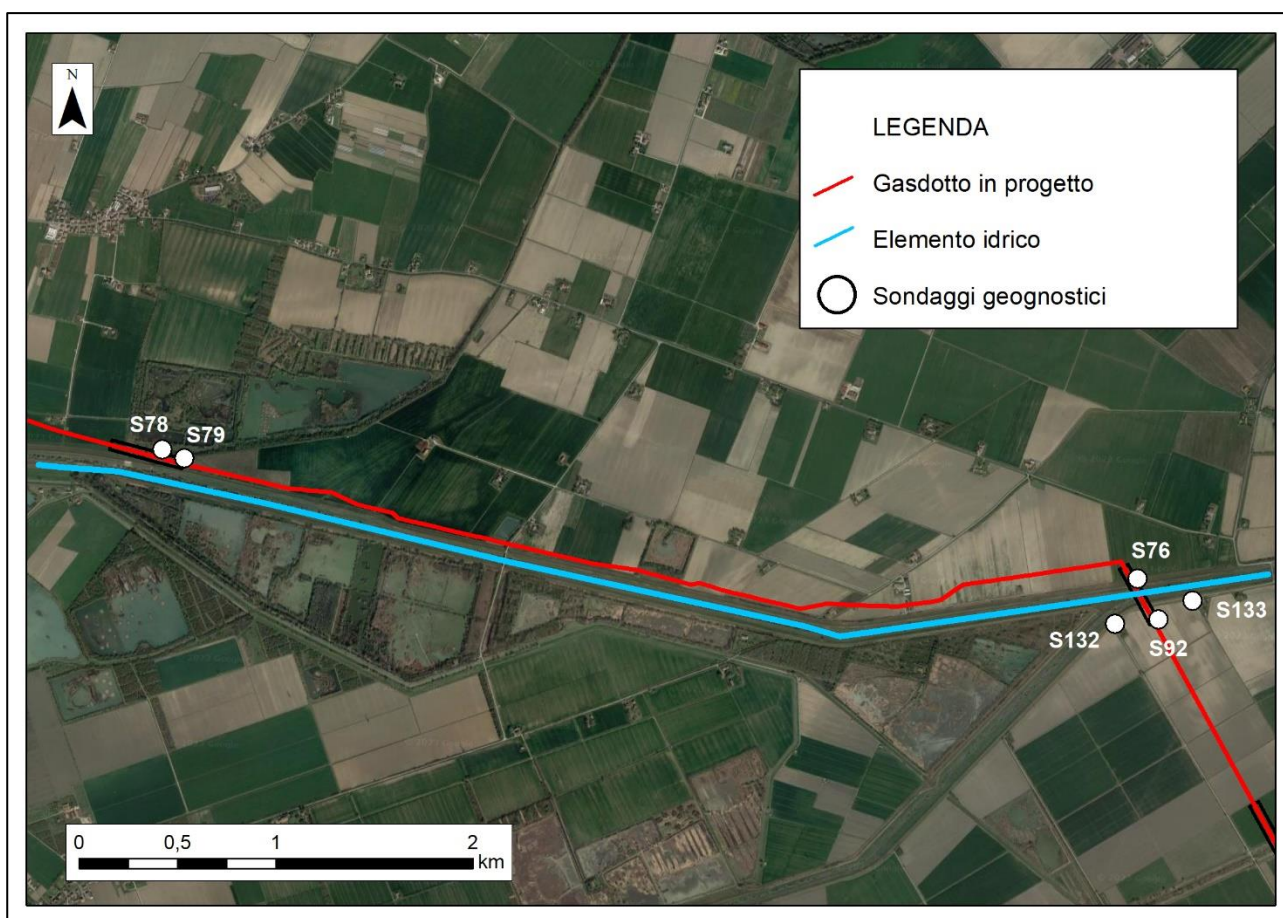 N
LEGENDA
Gasdotto in progetto
Elemento idrico
Sondaggi geognostici
S78
S79
S76
S133
S132
S92
0 0,5 1 2
km